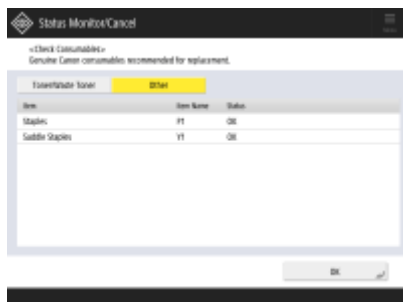 Status Monitor/Cancel
<Check Consumables>
Genuine Canon consumables recommended for replacement.
Toner/Waste Toner Other
Item Item Name Status
Staples P1 OK
Saddle Staples Y1 OK
OK